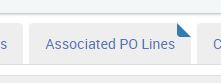 s Associated PO Lines C